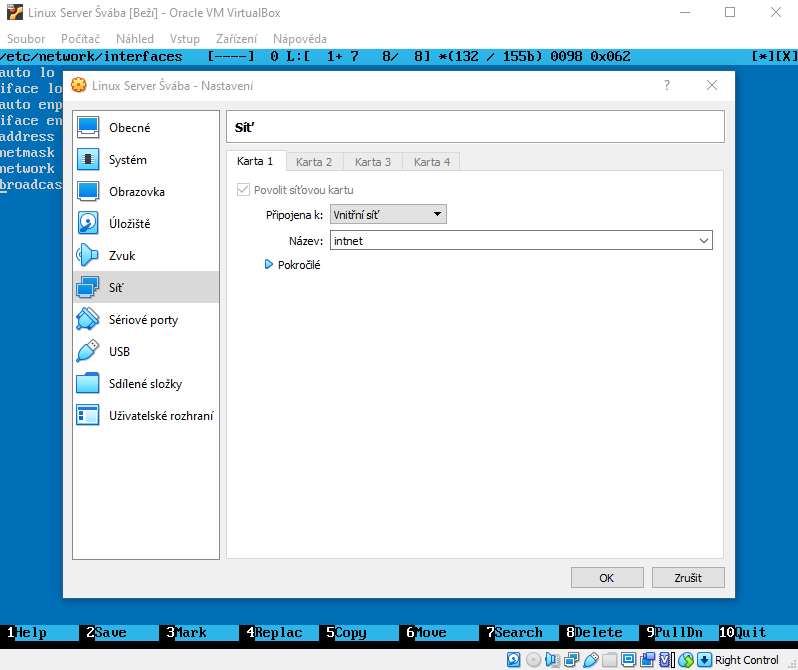 Linux Server Švába [Beží] - Oracle VM VirtualBox
Soubor Počítač Náhled Vstup Zařízení Nápověda
/etc/network/interfaces [----] 0 L:[ 1+ 7 8/ 8] *(132 / 155b) 0098 0x062 [*][X]
auto lo
iface lo
auto enp
iface en
address
netmask
network
broadcas
Linux Server Švába - Nastavení
?
Obecné
Systém
Obrazovka
Úložiště
Zvuk
Síť
Sériové porty
USB
Sdílené složky
Uživatelské rozhraní
Síť
Karta 1 Karta 2 Karta 3 Karta 4
Povolit síťovou kartu
Připojena k: Vnitřní síť
Název: intnet
Pokročilé
OK Zrušit
1Help 2Save 3Mark 4Replac 5Copy 6Move 7Search 8Delete 9PullDn 10Quit
Right Control